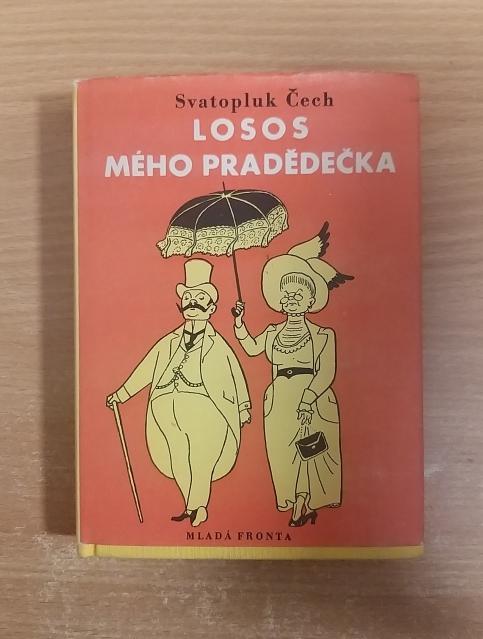 Svatopluk Čech
LOSOS
MÉHO PRADĚDEČKA
MLADÁ FRONTA